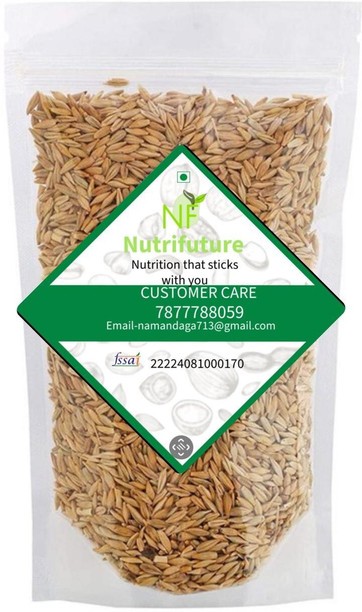 NF
Nutrifuture
Nutrition that sticks
with you
CUSTOMER CARE
7877788059
Email-namandaga713@gmail.com
fssai 22224081000170